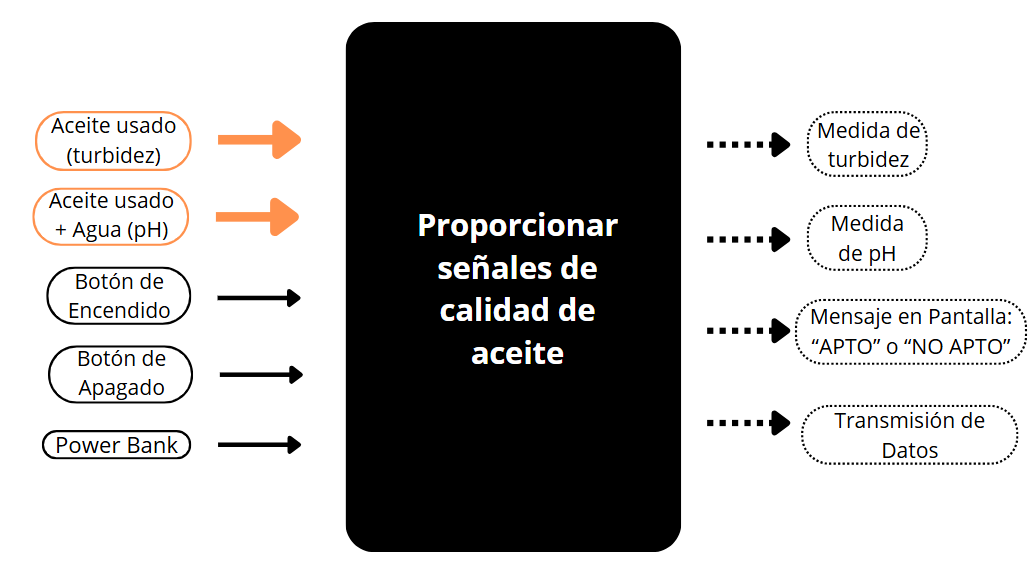 Aceite usado
(turbidez)
Aceite usado
+ Agua (pH)
Botón de
Encendido
Botón de
Apagado
Power Bank
Proporcionar
señales de
calidad de
aceite
Medida de
turbidez
Medida
de pH
Mensaje en Pantalla:
“APTO” o “NO APTO”
Transmisión de
Datos